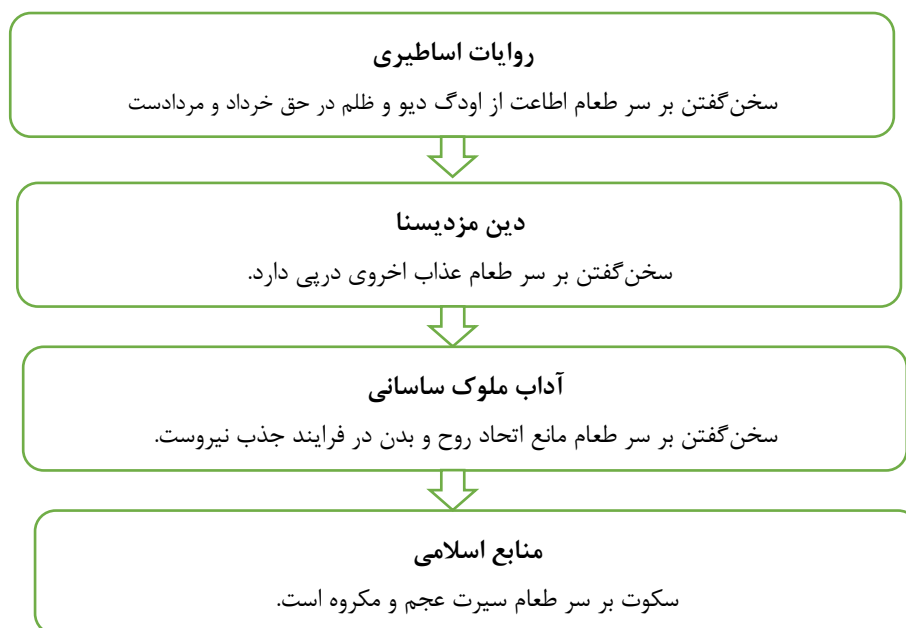 روایات اساطیری
سخن‌گفتن بر سر طعام اطاعت از اودگ دیو و ظلم در حق خرداد و مردادست
دین مزدیسنا
سخن‌گفتن بر سر طعام عذاب اخروی درپی دارد.
آداب ملوک ساسانی
سخن‌گفتن بر سر طعام مانع اتحاد روح و بدن در فرایند جذب نیروست.
منابع اسلامی
سکوت بر سر طعام سیرت عجم و مکروه است.